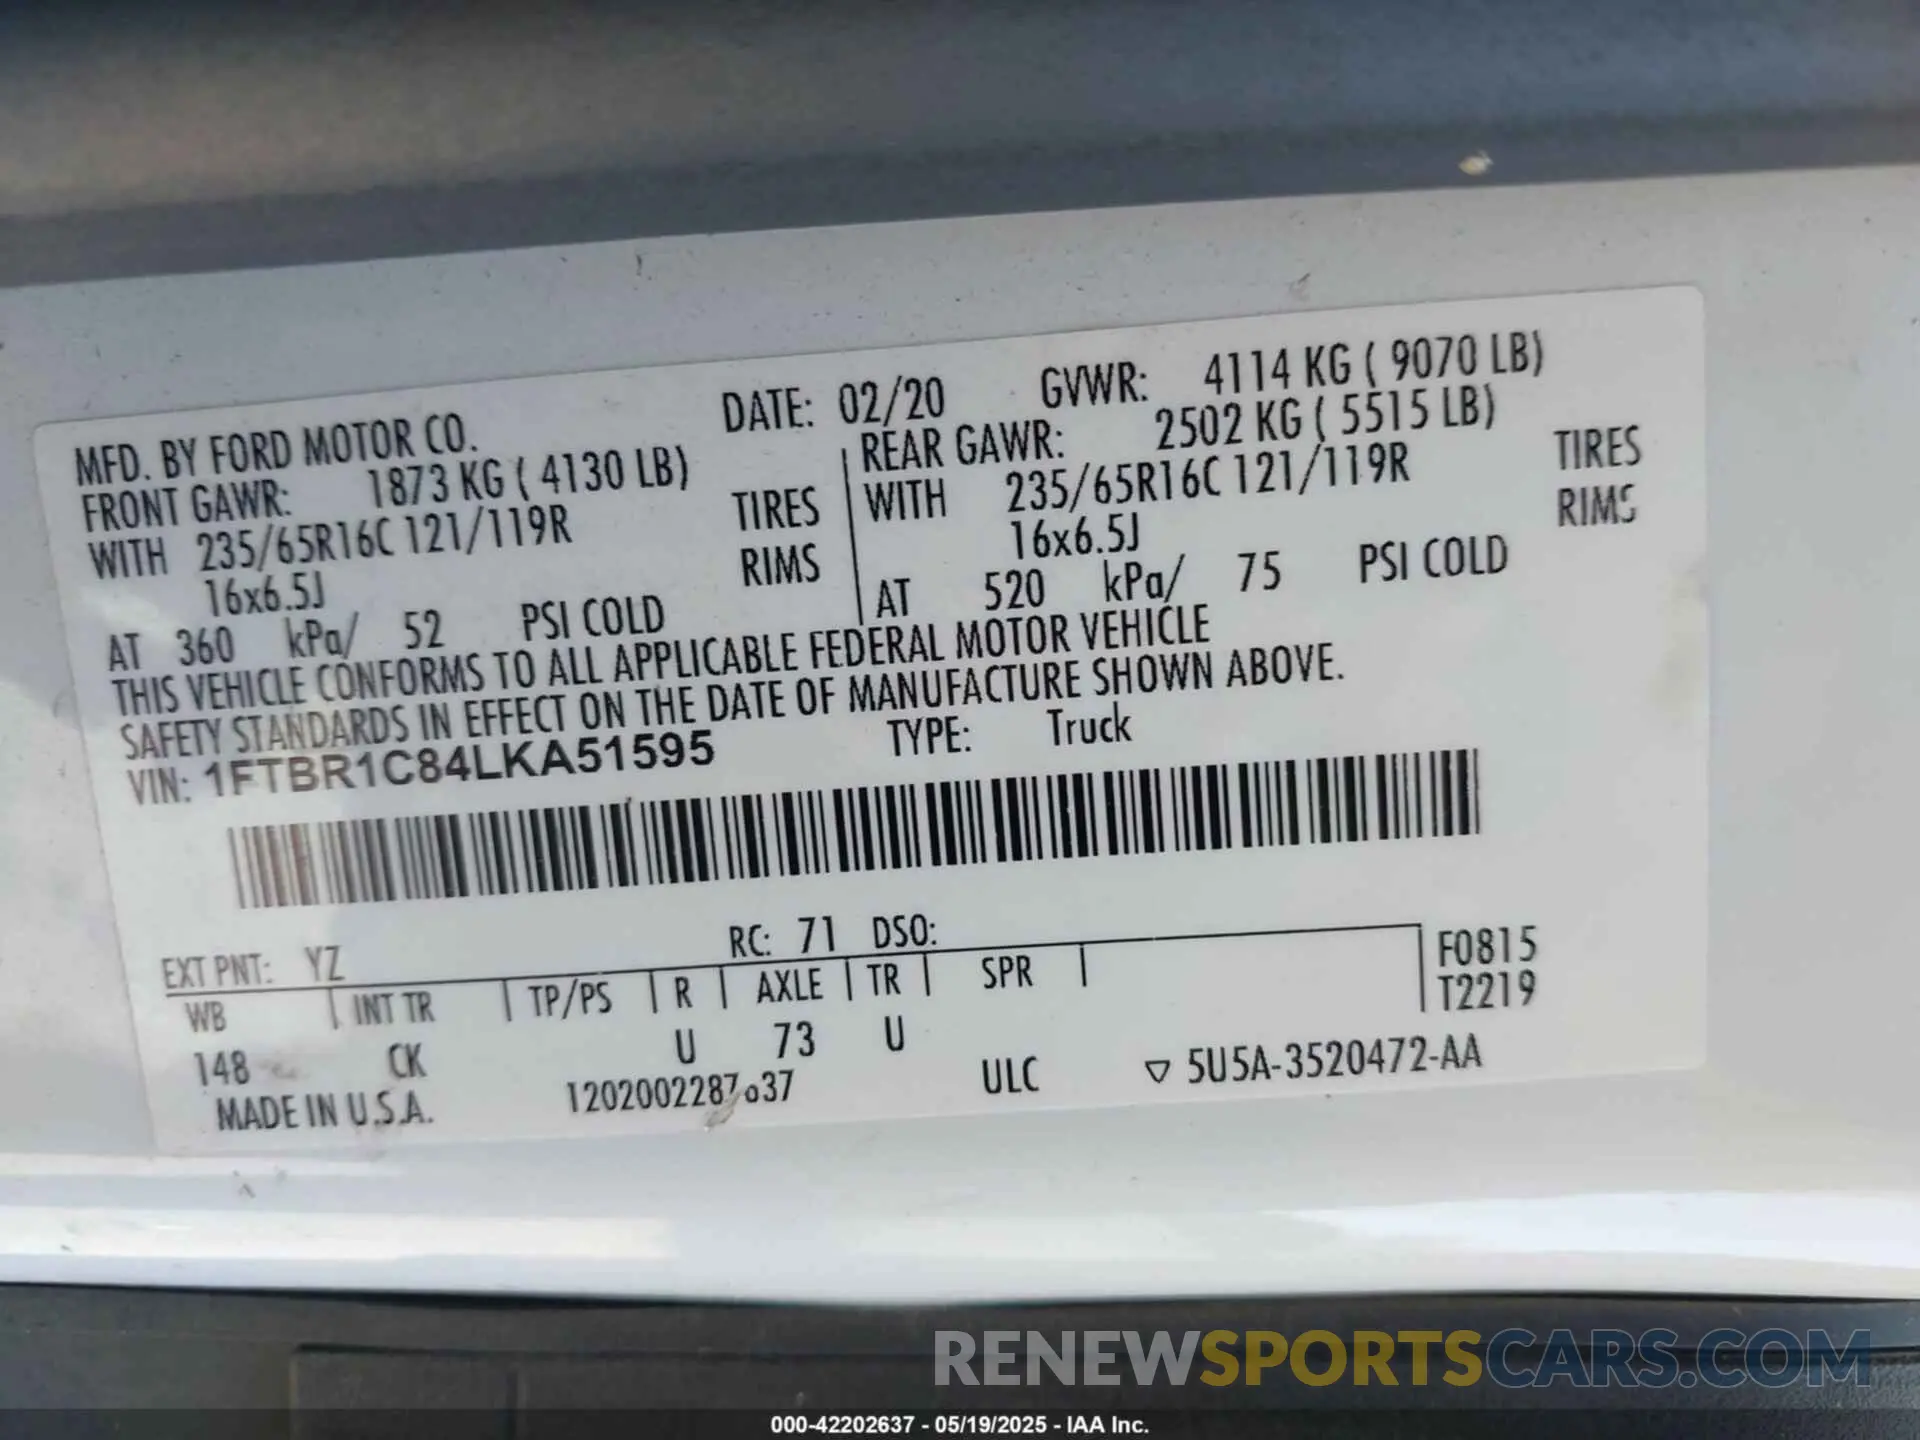 MFD. BY FORD MOTOR CO. DATE: 02/20 GVWR: 4114 KG ( 9070 LB)
FRONT GAWR: 1873 KG ( 4130 LB) REAR GAWR: 2502 KG ( 5515 LB)
WITH 235/65R16C 121/119R TIRES WITH 235/65R16C 121/119R TIRES
16x6.5J RIMS 16x6.5J RIMS
AT 360 kPa/ 52 PSI COLD AT 520 kPa/ 75 PSI COLD
THIS VEHICLE CONFORMS TO ALL APPLICABLE FEDERAL MOTOR VEHICLE
SAFETY STANDARDS IN EFFECT ON THE DATE OF MANUFACTURE SHOWN ABOVE.
VIN: 1FTBR1C84LKA51595 TYPE: Truck
EXT PNT: YZ RC: 71 DSO: F0815
WB INT TR TP/PS R AXLE TR SPR T2219
148 CK U 73 U
MADE IN U.S.A. ULC ▽ 5U5A-3520472-AA
RENEWSPORTSCARS.COM
000-42202637 - 05/19/2025 - IAA Inc.